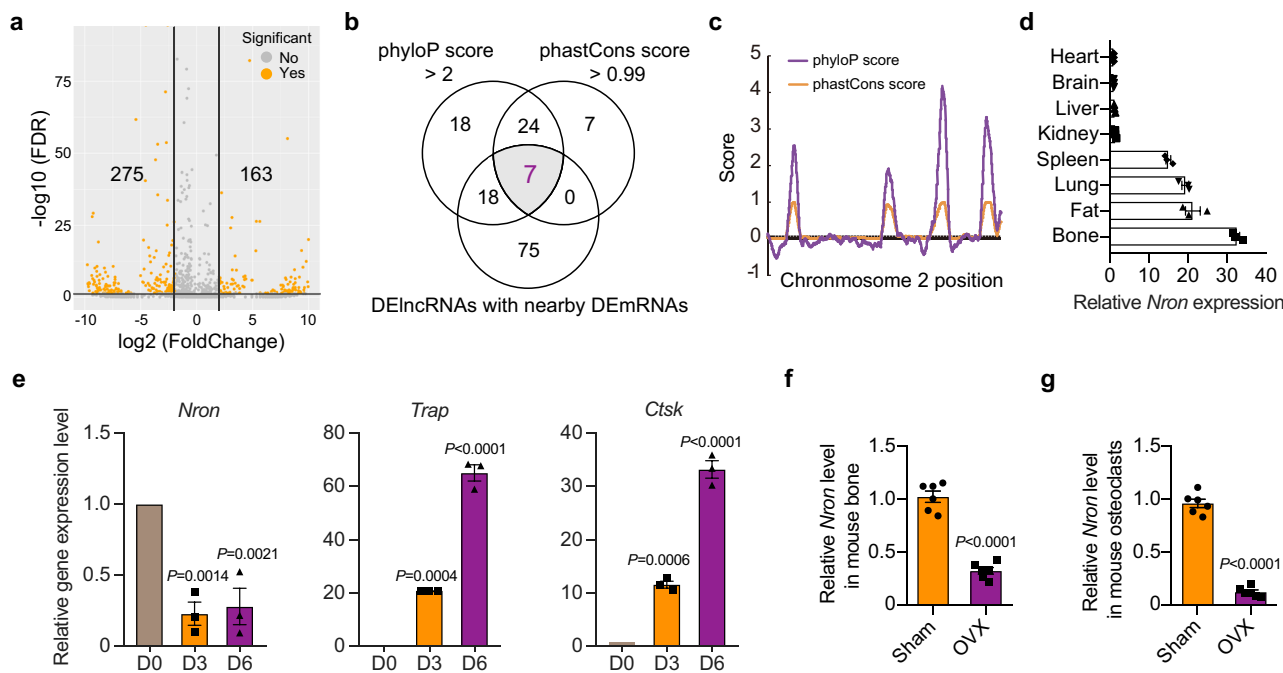 a
Significant
No
Yes
75
50
25
0
275
163
-log10 (FDR)
-10
-5
0
5
10
log2 (FoldChange)
b
phyloP score
> 2
phastCons score
> 0.99
18
24
7
7
18
0
75
DElncRNAs with nearby DEmRNAs
c
5
4
3
2
1
0
-1
phyloP score
phastCons score
Score
Chronmosome 2 position
d
Heart
Brain
Liver
Kidney
Spleen
Lung
Fat
Bone
0
10
20
30
40
Relative Nron expression
e
Relative gene expression level
Nron
1.5
1.0
0.5
0
P=0.0014
P=0.0021
D0
D3
D6
Trap
80
60
40
20
0
P=0.0004
P<0.0001
D0
D3
D6
Ctsk
40
30
20
10
0
P=0.0006
P<0.0001
D0
D3
D6
f
Relative Nron level
in mouse bone
1.5
1.0
0.5
0
P<0.0001
Sham
OVX
g
Relative Nron level
in mouse osteodasts
1.5
1.0
0.5
0
P<0.0001
Sham
OVX